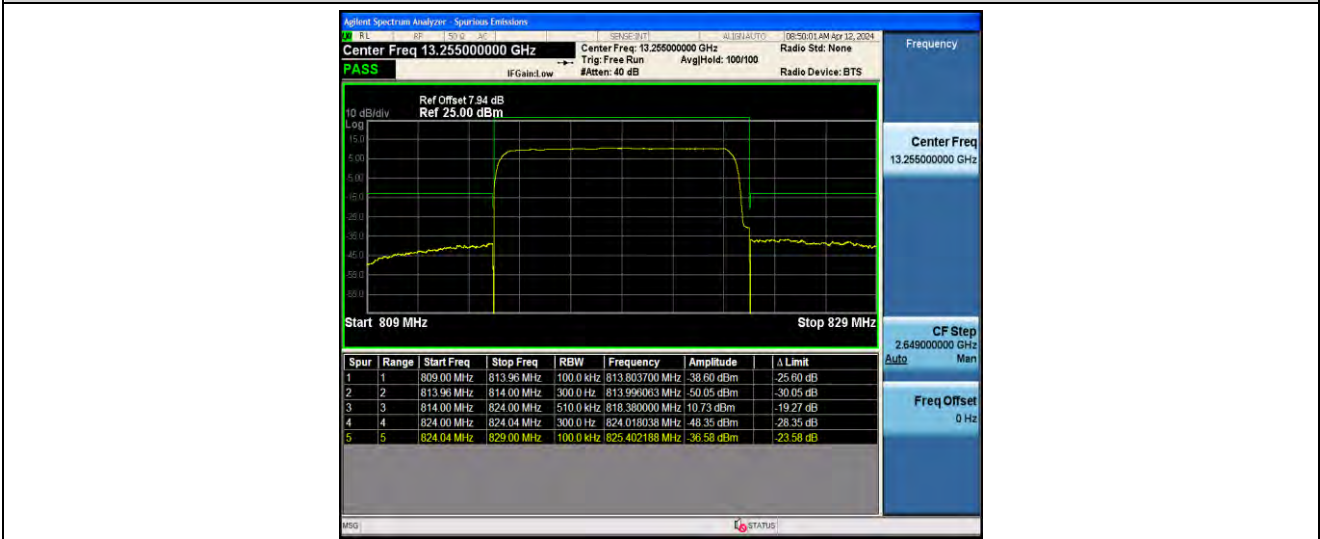 Agilent Spectrum Analyzer - Spurious Emissions
RL RF 50 Ω AC SENSE:INT ALIGNAUTO 08:50:01 AM Apr 12, 2024
Center Freq 13.255000000 GHz Center Freq: 13.255000000 GHz Radio Std: None
Trig: Free Run Avg|Hold: 100/100
PASS IFGain:Low #Atten: 40 dB Radio Device: BTS
Frequency
Ref Offset 7.94 dB
10 dB/div Ref 25.00 dBm
Log
15.0
5.00
-5.00
-15.0
-25.0
-35.0
-45.0
-55.0
-65.0
Start 809 MHz Stop 829 MHz
Center Freq
13.255000000 GHz
CF Step
2.649000000 GHz
Auto Man
Freq Offset
0 Hz
Spur Range Start Freq Stop Freq RBW Frequency Amplitude Δ Limit
1 1 809.00 MHz 813.96 MHz 100.0 kHz 813.803700 MHz -38.60 dBm -25.60 dB
2 2 813.96 MHz 814.00 MHz 300.0 Hz 813.996063 MHz -50.05 dBm -30.05 dB
3 3 814.00 MHz 824.00 MHz 510.0 kHz 818.380000 MHz 10.73 dBm -19.27 dB
4 4 824.00 MHz 824.04 MHz 300.0 Hz 824.018038 MHz -48.35 dBm -28.35 dB
5 5 824.04 MHz 829.00 MHz 100.0 kHz 825.402188 MHz -36.58 dBm -23.58 dB
MSG STATUS